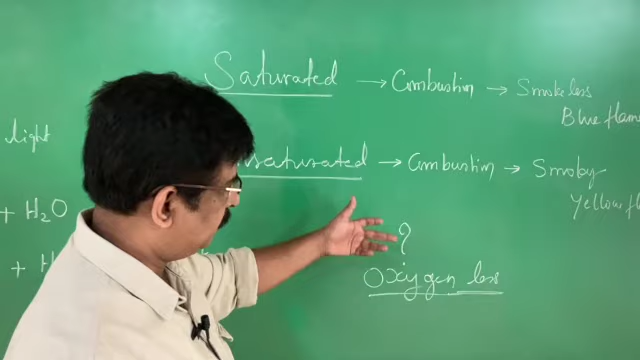 Saturated → Combustion → Smokeless
Blue flame
light
saturated → Combustion → Smoky
Yellow fl
+ H₂O
?
+ H
Oxygen less